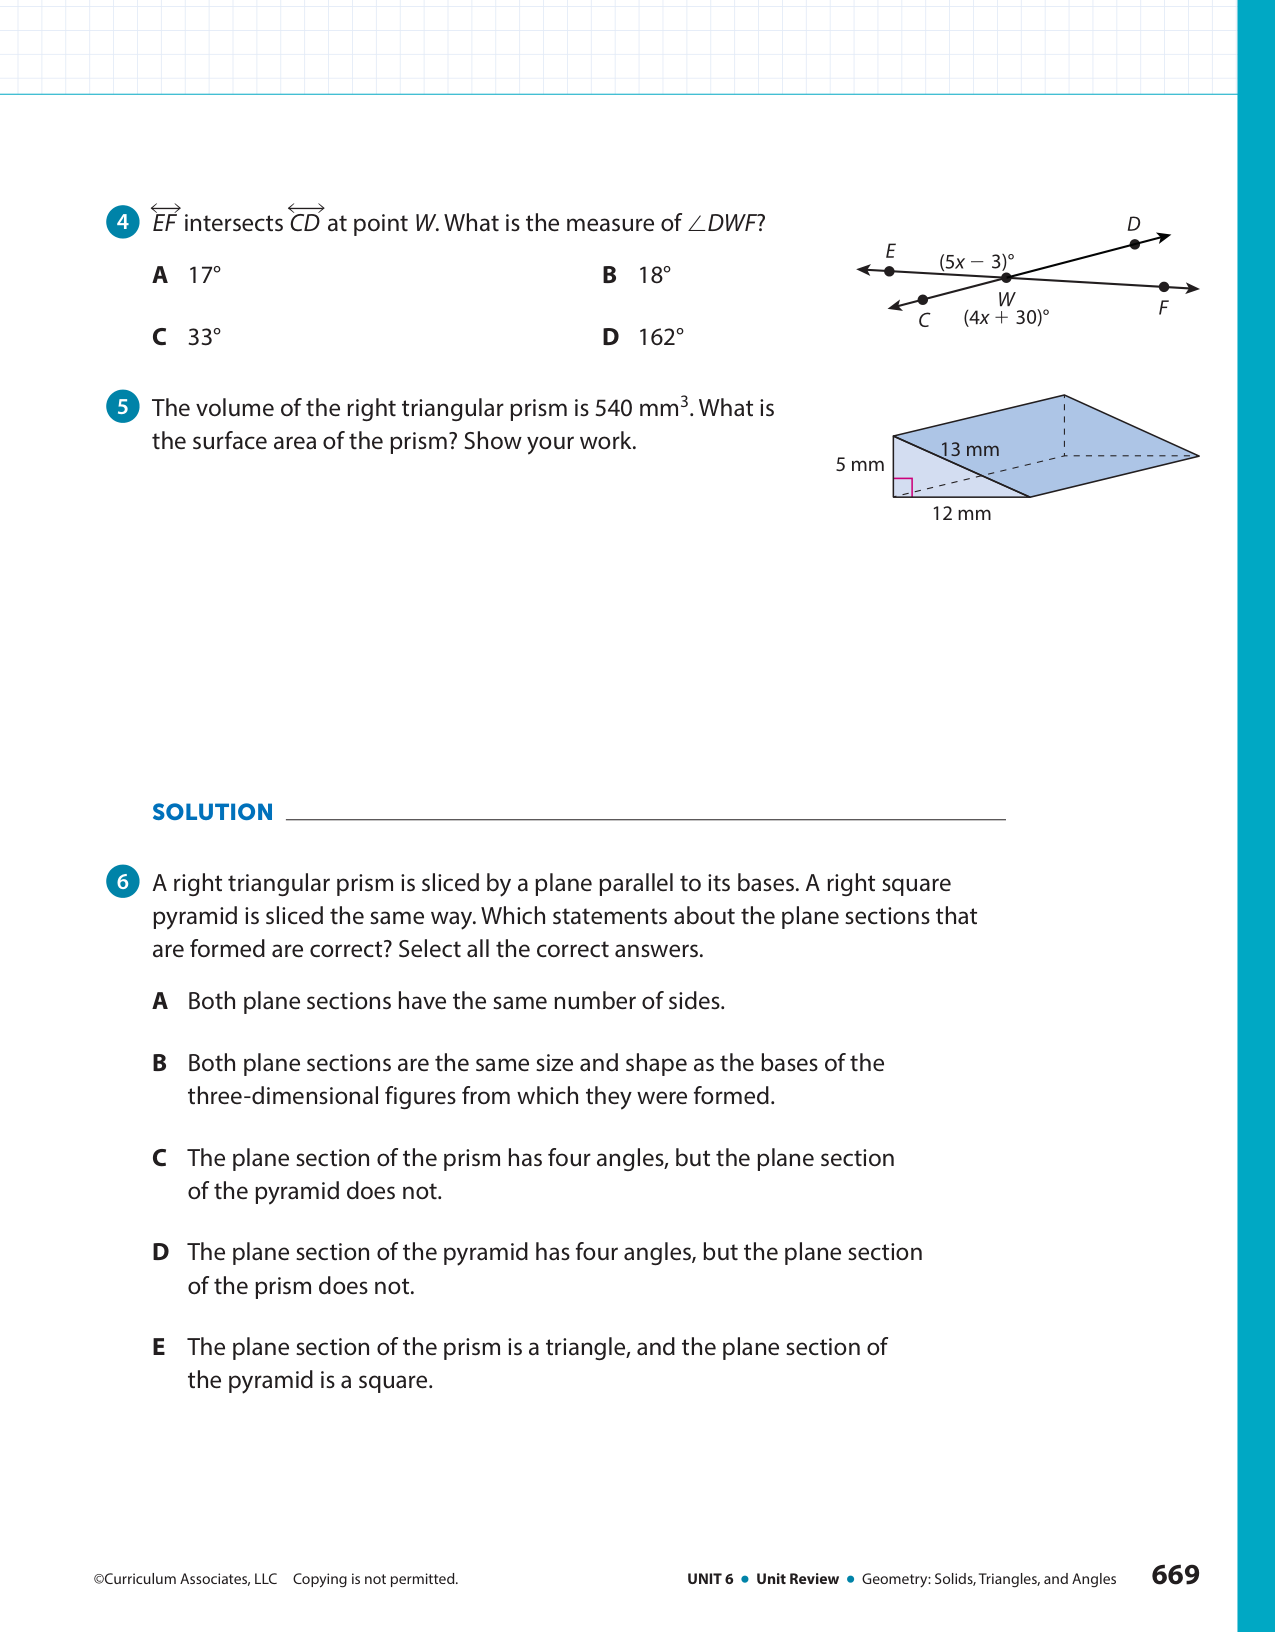 4 EF intersects CD at point W. What is the measure of ∠DWF?
A 17°
B 18°
C 33°
D 162°
D
E
(5x − 3)°
W
F
C
(4x + 30)°
5 The volume of the right triangular prism is 540 mm³. What is
the surface area of the prism? Show your work.
13 mm
5 mm
12 mm
SOLUTION
6 A right triangular prism is sliced by a plane parallel to its bases. A right square
pyramid is sliced the same way. Which statements about the plane sections that
are formed are correct? Select all the correct answers.
A Both plane sections have the same number of sides.
B Both plane sections are the same size and shape as the bases of the
three-dimensional figures from which they were formed.
C The plane section of the prism has four angles, but the plane section
of the pyramid does not.
D The plane section of the pyramid has four angles, but the plane section
of the prism does not.
E The plane section of the prism is a triangle, and the plane section of
the pyramid is a square.
©Curriculum Associates, LLC Copying is not permitted.
UNIT 6 • Unit Review • Geometry: Solids, Triangles, and Angles 669